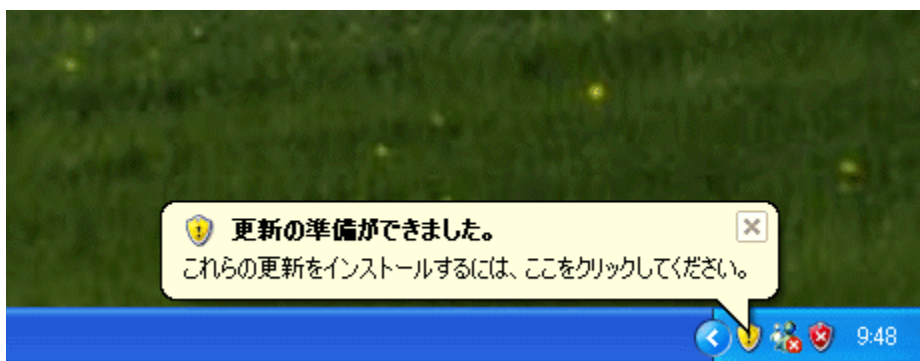 更新の準備ができました。
これらの更新をインストールするには、ここをクリックしてください。
9:48